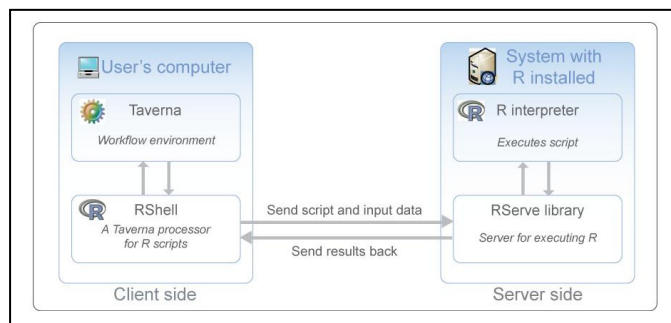 User's computer
Taverna
Workflow environment
RShell
A Taverna processor
for R scripts
Client side
Send script and input data
Send results back
System with
R installed
R interpreter
Executes script
RServe library
Server for executing R
Server side